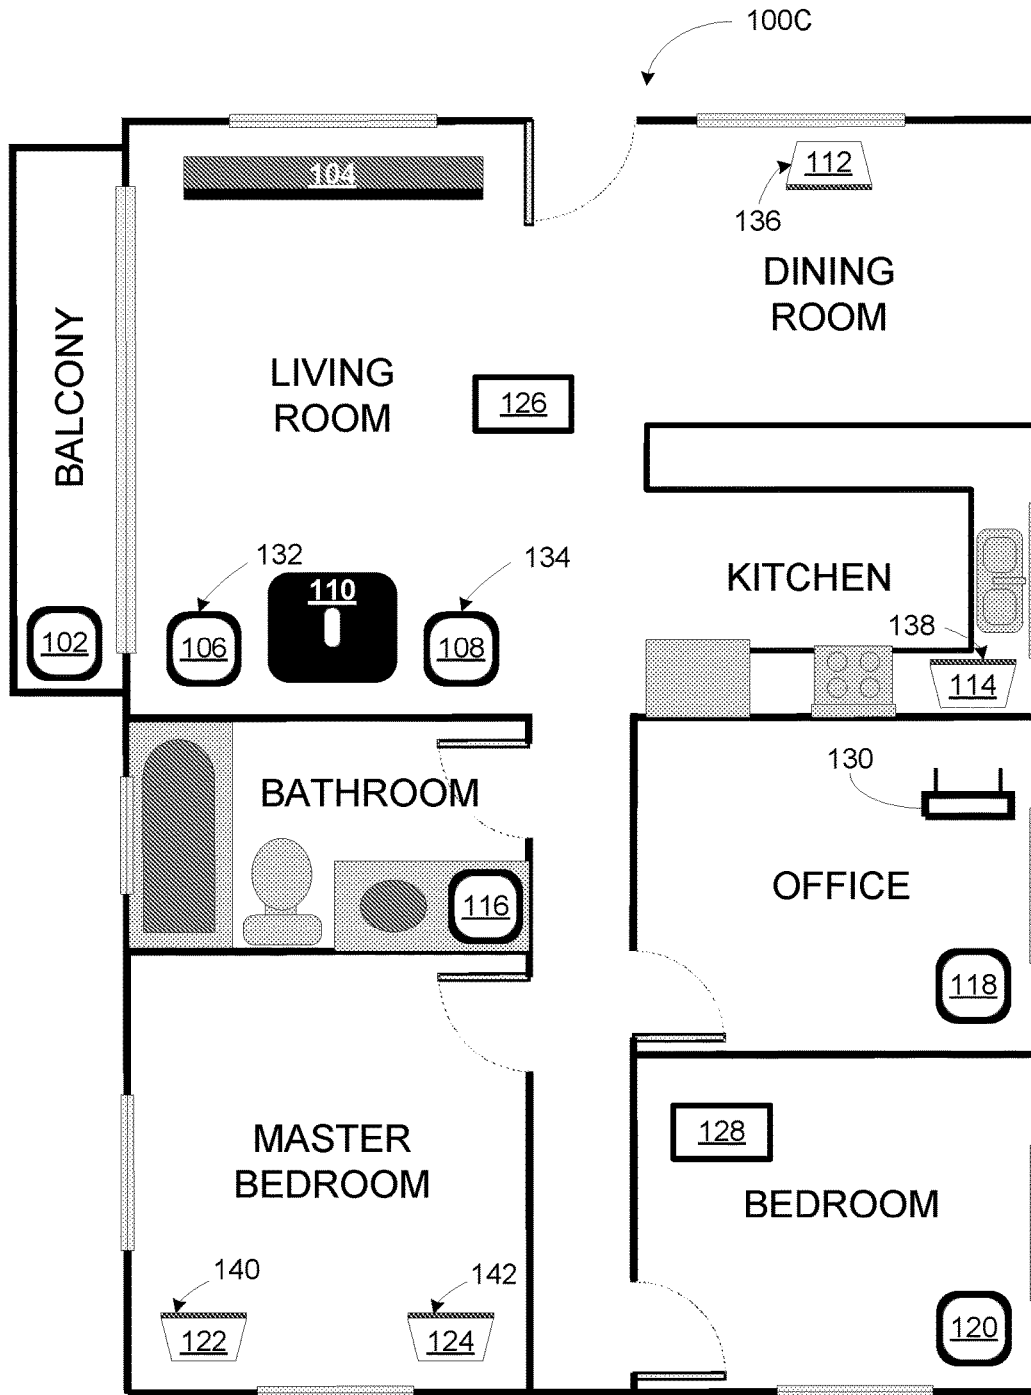 100C
104
112
136
DINING
ROOM
BALCONY
LIVING
ROOM
126
132
134
110
KITCHEN
102
106
108
138
114
130
BATHROOM
OFFICE
116
118
MASTER
BEDROOM
128
BEDROOM
140
142
122
124
120